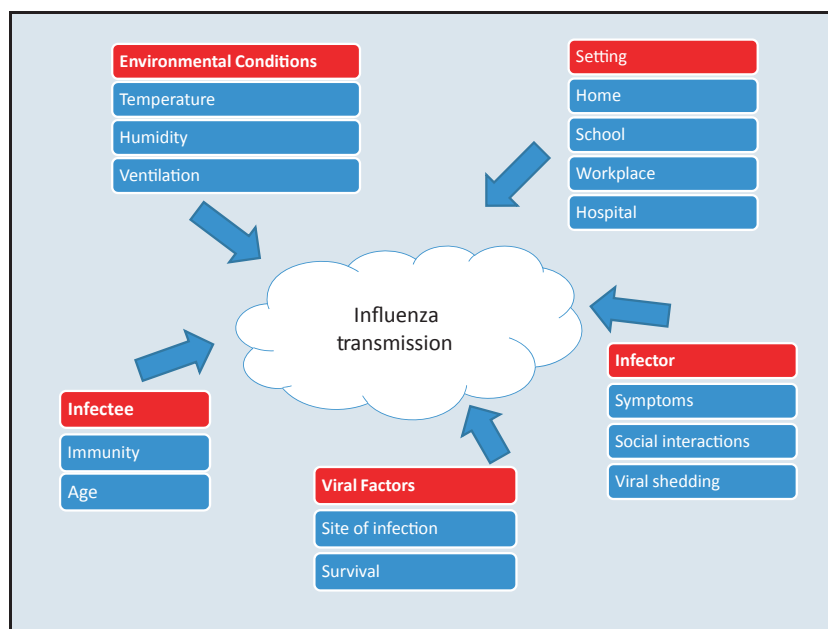 Environmental Conditions
Temperature
Humidity
Ventilation
Setting
Home
School
Workplace
Hospital
Influenza
transmission
Infectee
Immunity
Age
Viral Factors
Site of infection
Survival
Infector
Symptoms
Social interactions
Viral shedding